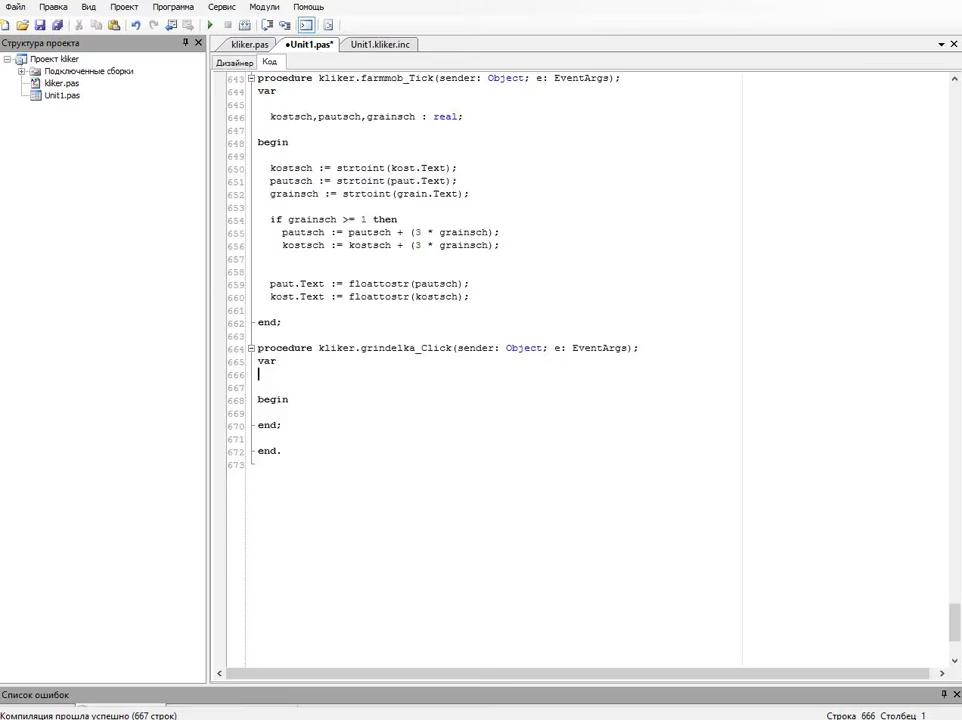 Файл Правка Вид Проект Программа Сервис Модули Помощь
Структура проекта
kliker.pas •Unit1.pas* Unit1.kliker.inc
Дизайнер Код
Проект kliker
Подключенные сборки
kliker.pas
Unit1.pas
643 procedure kliker.farmmob_Tick(sender: Object; e: EventArgs);
644 var
645
646 kostsch,pautsch,grainsch : real;
647
648 begin
649
650 kostsch := strtoint(kost.Text);
651 pautsch := strtoint(paut.Text);
652 grainsch := strtoint(grain.Text);
653
654 if grainsch >= 1 then
655 pautsch := pautsch + (3 * grainsch);
656 kostsch := kostsch + (3 * grainsch);
657
658
659 paut.Text := floattostr(pautsch);
660 kost.Text := floattostr(kostsch);
661
662 end;
663
664 procedure kliker.grindelka_Click(sender: Object; e: EventArgs);
665 var
666
667
668 begin
669
670 end;
671
672 end.
673
Список ошибок
Компиляция прошла успешно (667 строк) Строка 666 Столбец 1